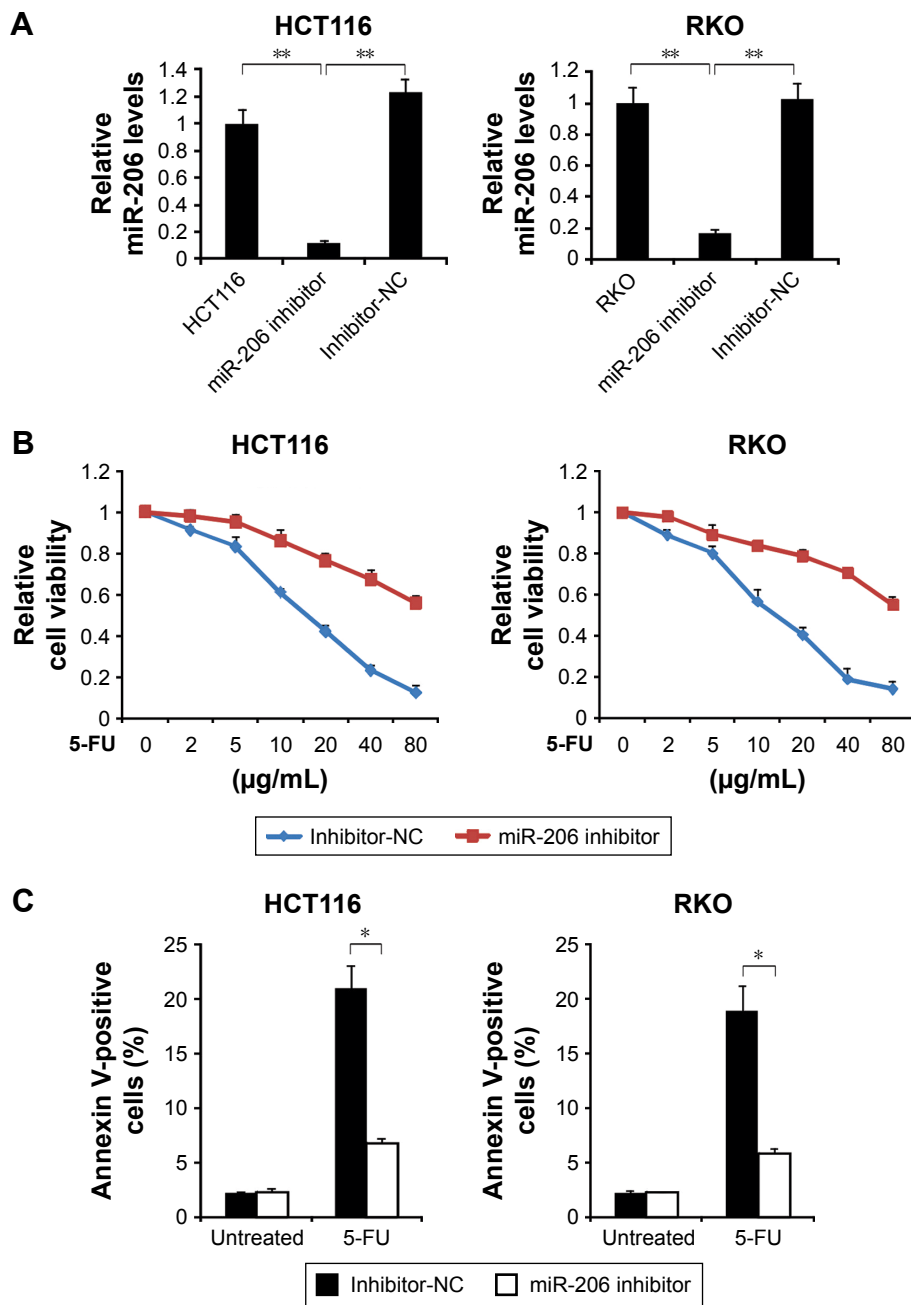 A
HCT116
RKO
**
**
**
**
Relative
miR-206 levels
1.4
1.2
1
0.8
0.6
0.4
0.2
0
HCT116
miR-206 inhibitor
Inhibitor-NC
Relative
miR-206 levels
1.2
1
0.8
0.6
0.4
0.2
0
RKO
miR-206 inhibitor
Inhibitor-NC
B
HCT116
RKO
Relative
cell viability
1.2
1
0.8
0.6
0.4
0.2
0
5-FU
0 2 5 10 20 40 80
(µg/mL)
Relative
cell viability
1.2
1
0.8
0.6
0.4
0.2
0
5-FU
0 2 5 10 20 40 80
(µg/mL)
Inhibitor-NC miR-206 inhibitor
C
HCT116
RKO
*
*
Annexin V-positive
cells (%)
25
20
15
10
5
0
Untreated 5-FU
Annexin V-positive
cells (%)
25
20
15
10
5
0
Untreated 5-FU
Inhibitor-NC miR-206 inhibitor